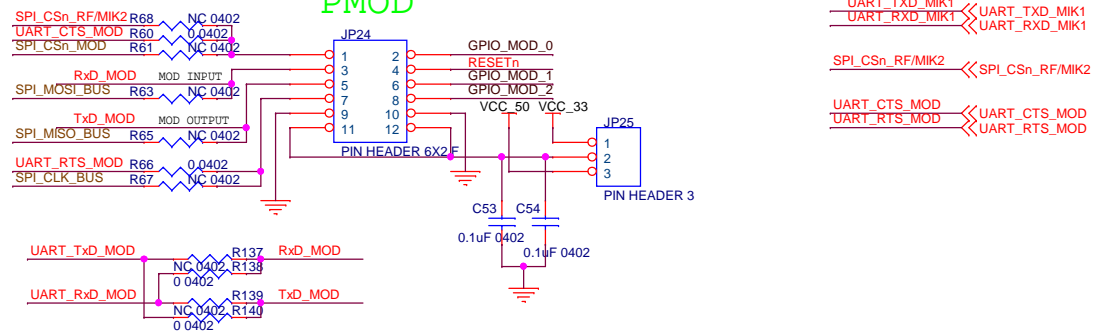 PMOD
SPI_CSn_RF/MIK2 R68 NC 0402
UART_CTS_MOD R60 0 0402
SPI_CSn_MOD R61 NC 0402
RxD_MOD MOD INPUT
SPI_MOSI_BUS R63 NC 0402
TxD_MOD MOD OUTPUT
SPI_MISO_BUS R65 NC 0402
UART_RTS_MOD R66 0 0402
SPI_CLK_BUS R67 NC 0402
JP24
1 2 GPIO_MOD_0
3 4 RESETn
5 6 GPIO_MOD_1
7 8 GPIO_MOD_2
9 10
11 12
PIN HEADER 6X2 F
VCC_50 VCC_33
JP25
1
2
3
PIN HEADER 3
C53 C54
0.1uF 0402
0.1uF 0402
UART_TxD_MOD R137 RxD_MOD
NC 0402 R138
0 0402
UART_RxD_MOD R139 TxD_MOD
NC 0402 R140
0 0402
UART_TXD_MIK1 UART_TXD_MIK1
UART_RXD_MIK1 UART_RXD_MIK1
SPI_CSn_RF/MIK2 SPI_CSn_RF/MIK2
UART_CTS_MOD UART_CTS_MOD
UART_RTS_MOD UART_RTS_MOD